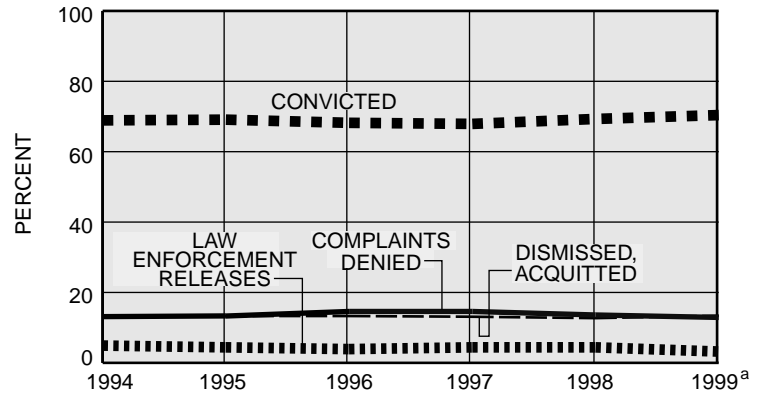 100
80
60
40
20
0
PERCENT
CONVICTED
LAW
ENFORCEMENT
RELEASES
COMPLAINTS
DENIED
DISMISSED,
ACQUITTED
1994 1995 1996 1997 1998 1999a